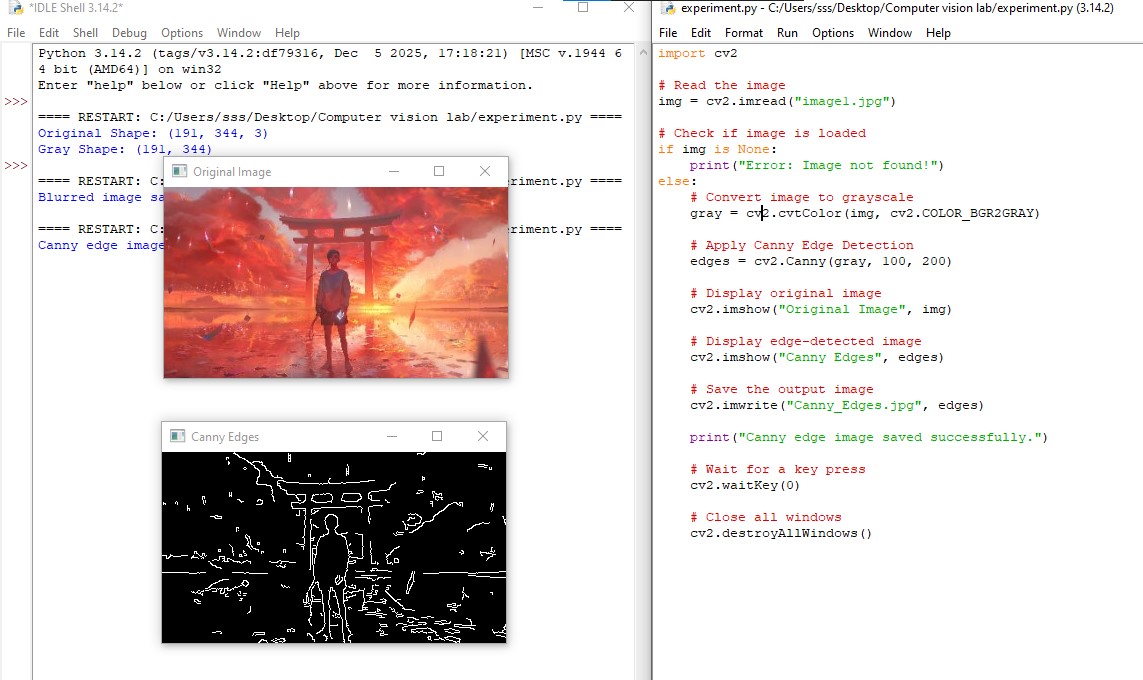 *IDLE Shell 3.14.2*
File Edit Shell Debug Options Window Help
Python 3.14.2 (tags/v3.14.2:df79316, Dec  5 2025, 17:18:21) [MSC v.1944 6
4 bit (AMD64)] on win32
Enter "help" below or click "Help" above for more information.
>>>
==== RESTART: C:/Users/sss/Desktop/Computer vision lab/experiment.py ====
Original Shape: (191, 344, 3)
Gray Shape: (191, 344)
>>>
==== RESTART: C: riment.py ====
Blurred image sa
==== RESTART: C: riment.py ====
Canny edge image
Original Image
Canny Edges
experiment.py - C:/Users/sss/Desktop/Computer vision lab/experiment.py (3.14.2)
File Edit Format Run Options Window Help
import cv2
# Read the image
img = cv2.imread("image1.jpg")
# Check if image is loaded
if img is None:
    print("Error: Image not found!")
else:
    # Convert image to grayscale
    gray = cv2.cvtColor(img, cv2.COLOR_BGR2GRAY)
    # Apply Canny Edge Detection
    edges = cv2.Canny(gray, 100, 200)
    # Display original image
    cv2.imshow("Original Image", img)
    # Display edge-detected image
    cv2.imshow("Canny Edges", edges)
    # Save the output image
    cv2.imwrite("Canny_Edges.jpg", edges)
    print("Canny edge image saved successfully.")
    # Wait for a key press
    cv2.waitKey(0)
    # Close all windows
    cv2.destroyAllWindows()